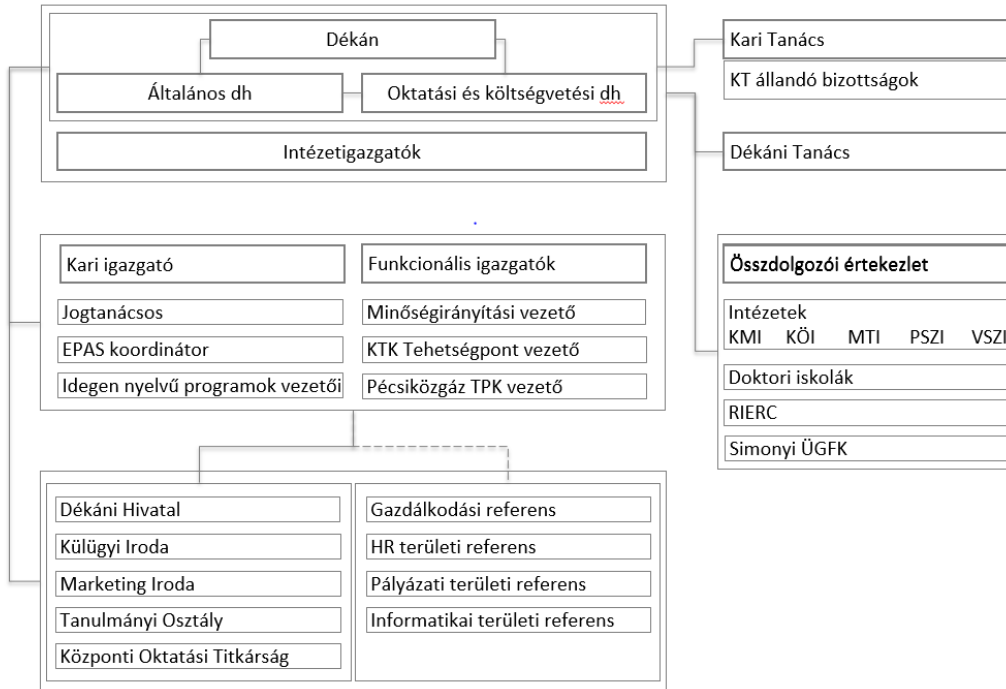 Dékán
Általános dh
Oktatási és költségvetési dh
Intézetigazgatók
Kari Tanács
KT állandó bizottságok
Dékáni Tanács
Kari igazgató
Jogtanácsos
EPAS koordinátor
Idegen nyelvű programok vezetői
Funkcionális igazgatók
Minőségirányítási vezető
KTK Tehetségpont vezető
Pécsiközgáz TPK vezető
Összdolgozói értekezlet
Intézetek
KMI KÖI MTI PSZI VSZI
Doktori iskolák
RIERC
Simonyi ÜGFK
Dékáni Hivatal
Külügyi Iroda
Marketing Iroda
Tanulmányi Osztály
Központi Oktatási Titkárság
Gazdálkodási referens
HR területi referens
Pályázati területi referens
Informatikai területi referens